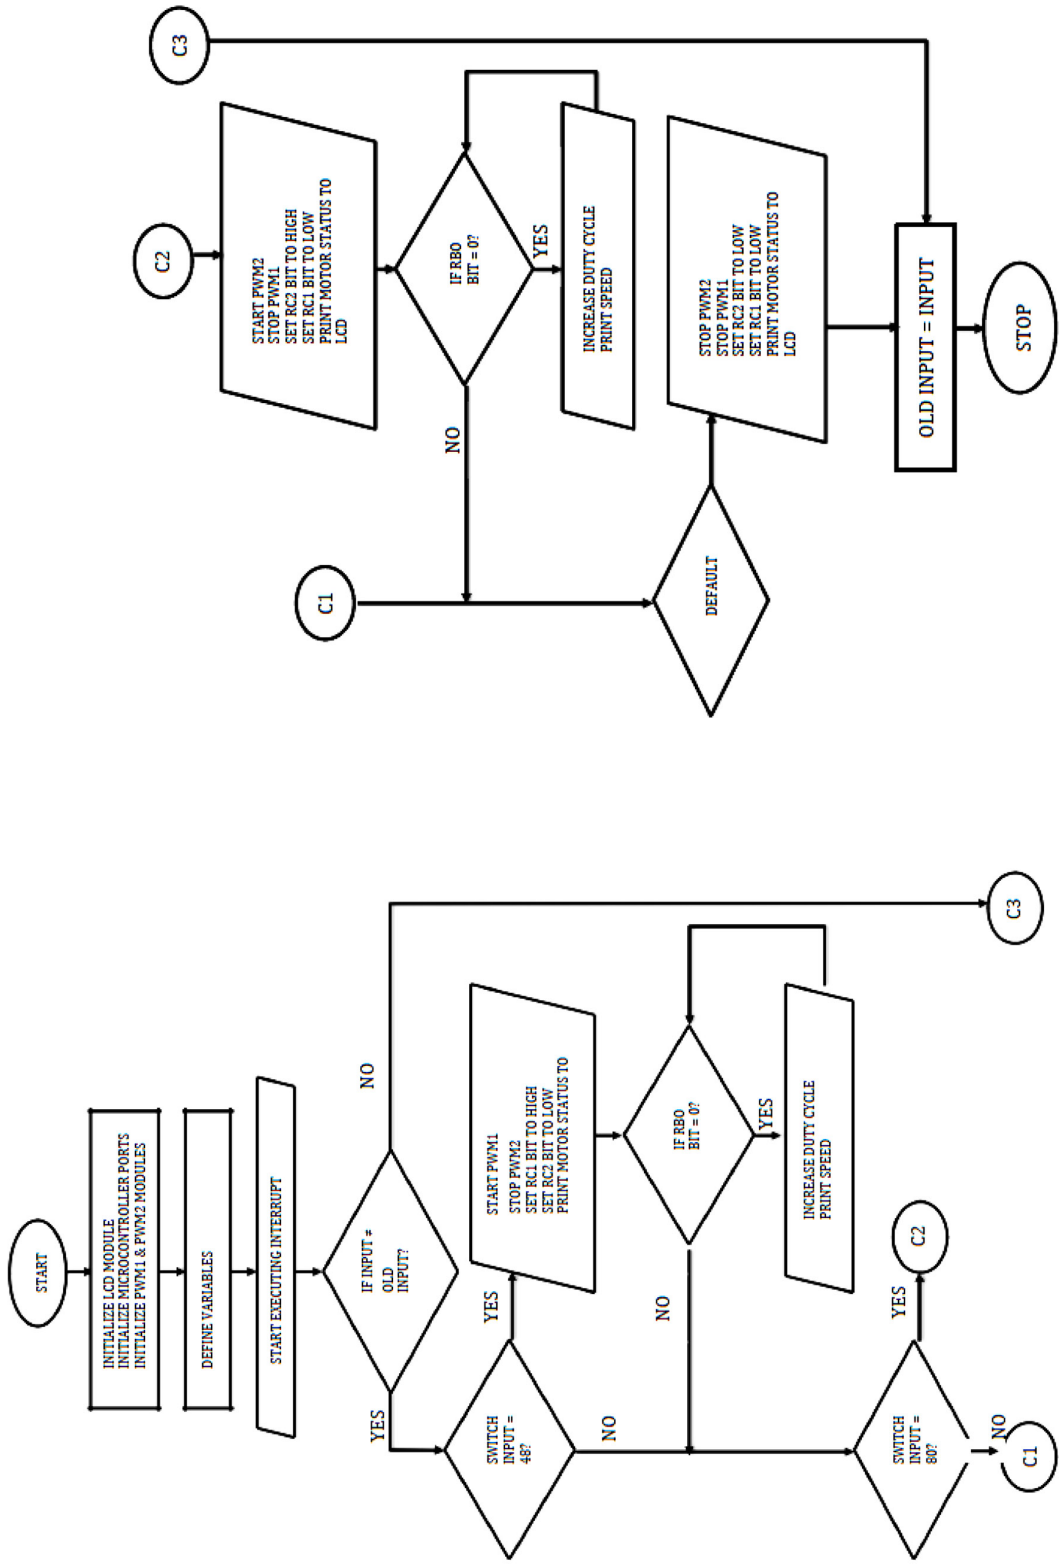 START
INITIALIZE LCD MODULE
INITIALIZE MICROCONTROLLER PORTS
INITIALIZE PWM1 & PWM2 MODULES
DEFINE VARIABLES
START EXECUTING INTERRUPT
IF INPUT ≠
OLD
INPUT?
NO
YES
SWITCH
INPUT =
48?
YES
START PWM1
STOP PWM2
SET RC1 BIT TO HIGH
SET RC2 BIT TO LOW
PRINT MOTOR STATUS TO
IF RBO
BIT = 0?
YES
INCREASE DUTY CYCLE
PRINT SPEED
NO
NO
SWITCH
INPUT =
80?
YES
C2
NO
C1
C3
C2
START PWM2
STOP PWM1
SET RC2 BIT TO HIGH
SET RC1 BIT TO LOW
PRINT MOTOR STATUS TO
LCD
IF RBO
BIT = 0?
YES
INCREASE DUTY CYCLE
PRINT SPEED
NO
C1
DEFAULT
STOP PWM2
STOP PWM1
SET RC2 BIT TO LOW
SET RC1 BIT TO LOW
PRINT MOTOR STATUS TO
LCD
C3
OLD INPUT = INPUT
STOP